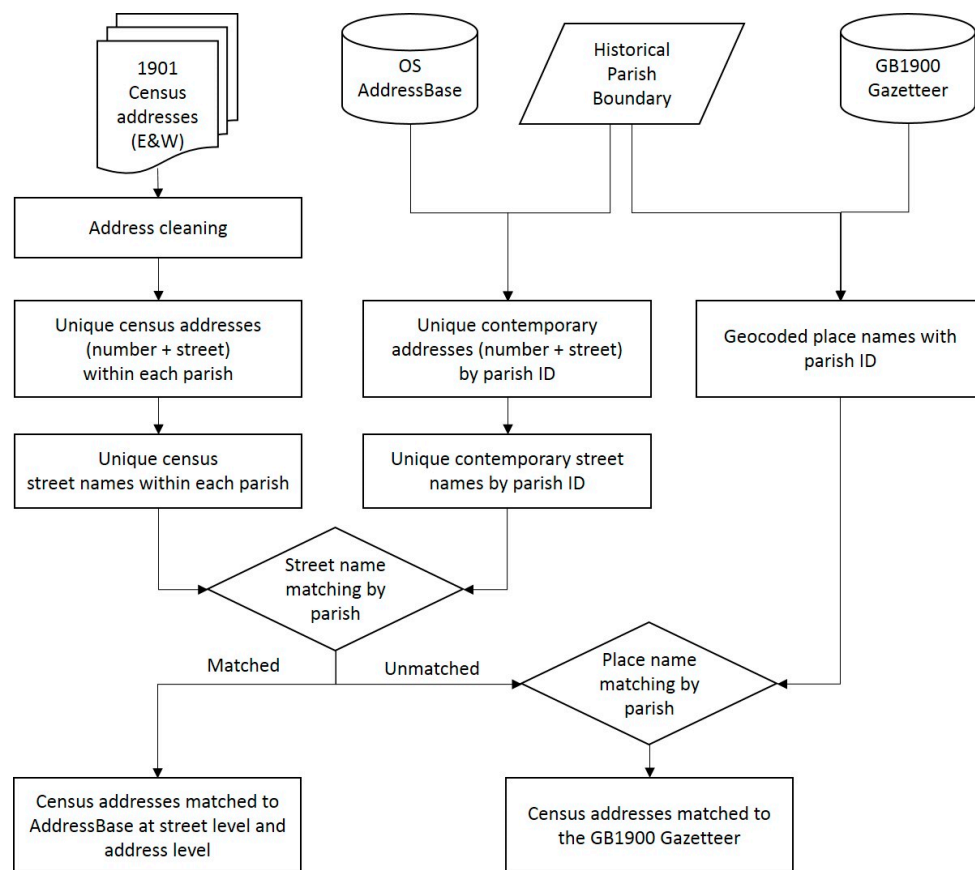 1901
Census
addresses
(E&W)
OS
AddressBase
Historical
Parish
Boundary
GB1900
Gazetteer
Address cleaning
Unique census addresses
(number + street)
within each parish
Unique contemporary
addresses (number + street)
by parish ID
Geocoded place names with
parish ID
Unique census
street names within each parish
Unique contemporary street
names by parish ID
Street name
matching by
parish
Matched
Unmatched
Place name
matching by
parish
Census addresses matched to
AddressBase at street level and
address level
Census addresses matched to
the GB1900 Gazetteer